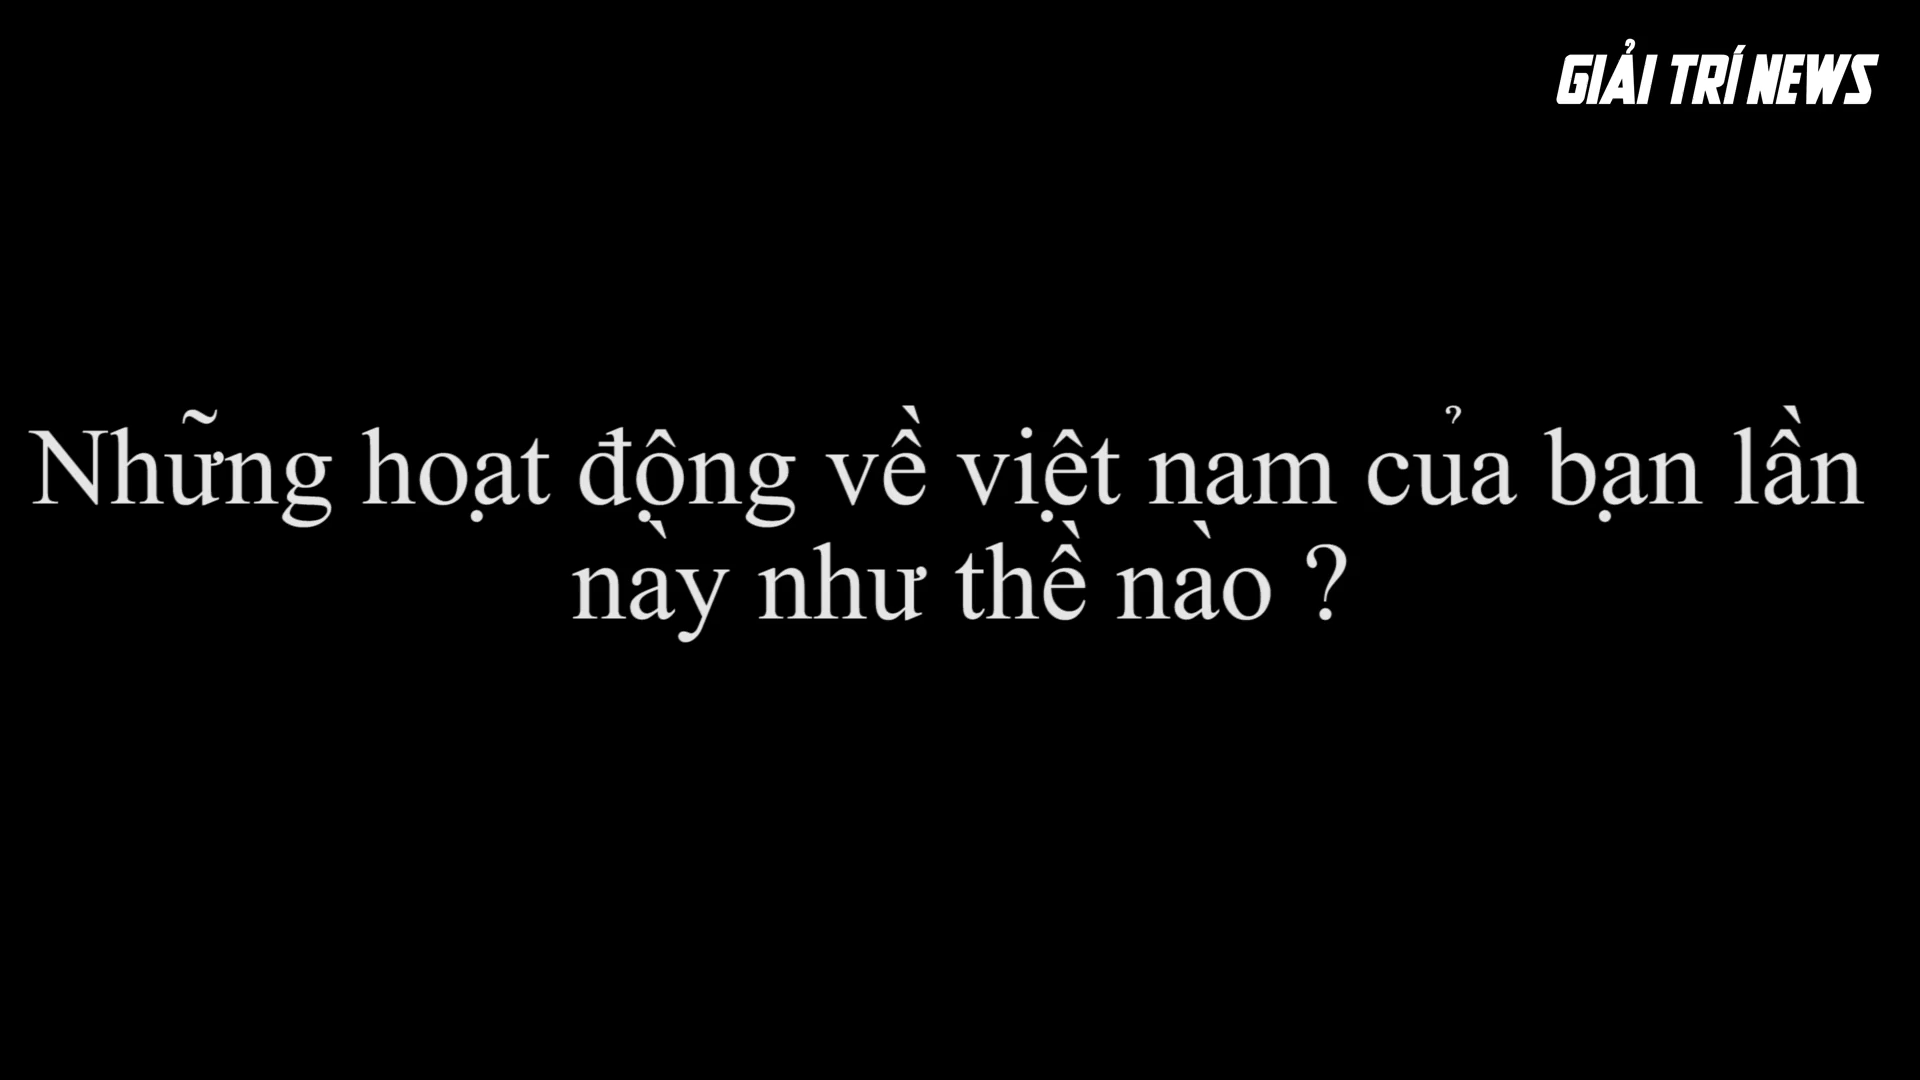 GIẢI TRÍ NEWS
Những hoạt động về việt nam của bạn lần
này như thề nào ?